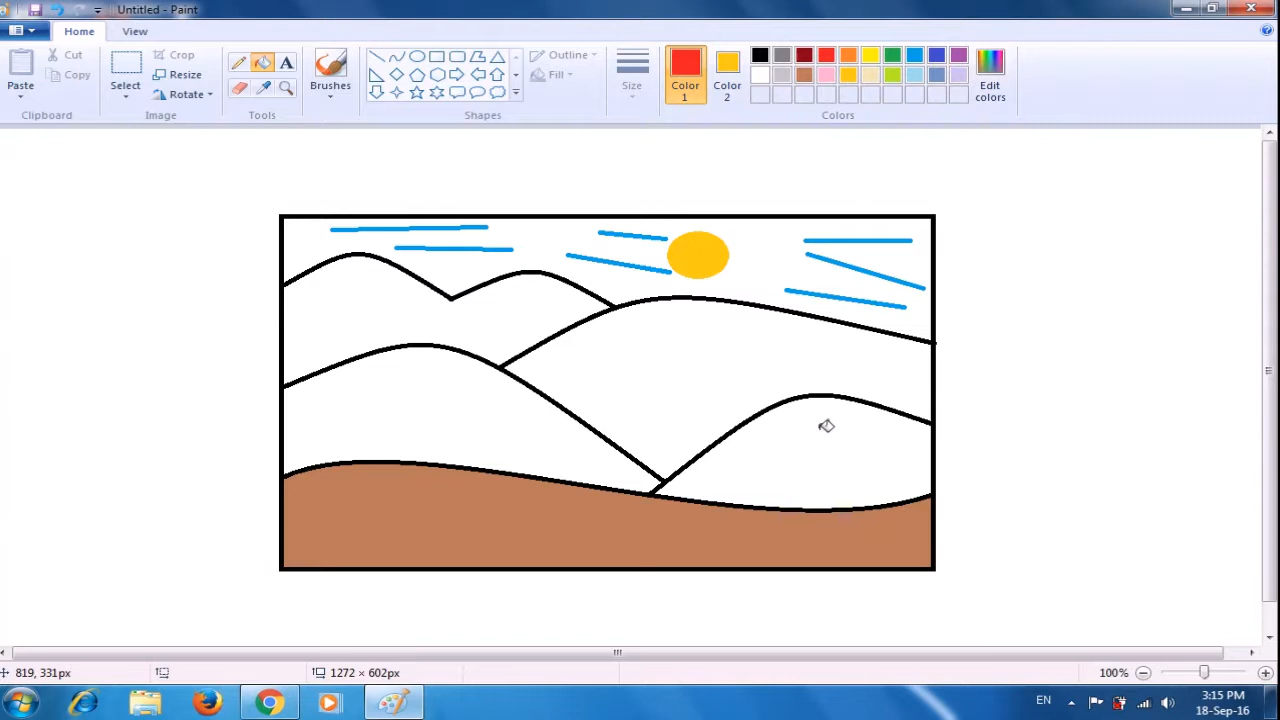 Untitled - Paint
Home View
Cut
Copy
Paste
Clipboard
Crop
Resize
Rotate
Select
Image
A
Tools
Brushes
Outline
Fill
Shapes
Size
Color 1
Color 2
Edit colors
Colors
819, 331px
1272 × 602px
100%
EN
3:15 PM
18-Sep-16